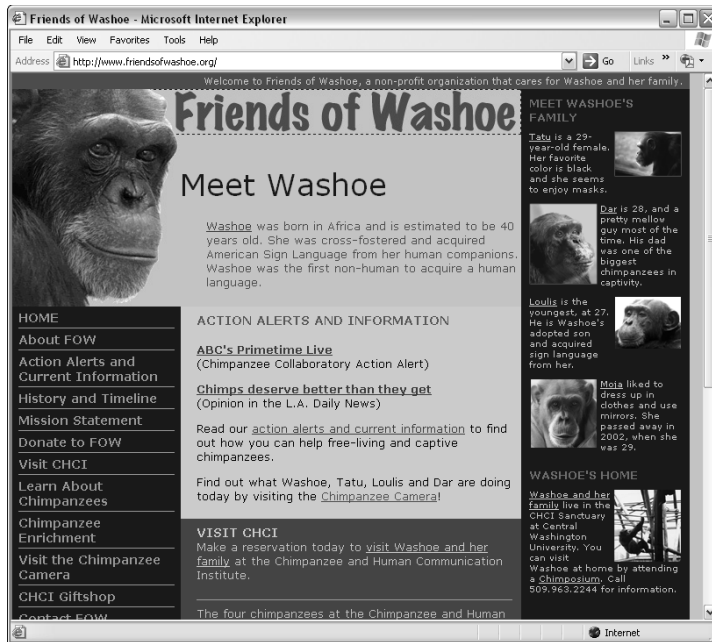 Friends of Washoe - Microsoft Internet Explorer
File Edit View Favorites Tools Help
Address http://www.friendsofwashoe.org/ Go Links »
Welcome to Friends of Washoe, a non-profit organization that cares for Washoe and her family.
Friends of Washoe
Meet Washoe
Washoe was born in Africa and is estimated to be 40
years old. She was cross-fostered and acquired
American Sign Language from her human companions.
Washoe was the first non-human to acquire a human
language.
HOME
About FOW
Action Alerts and
Current Information
History and Timeline
Mission Statement
Donate to FOW
Visit CHCI
Learn About
Chimpanzees
Chimpanzee
Enrichment
Visit the Chimpanzee
Camera
CHCI Giftshop
Contact FOW
ACTION ALERTS AND INFORMATION
ABC's Primetime Live
(Chimpanzee Collaboratory Action Alert)
Chimps deserve better than they get
(Opinion in the L.A. Daily News)
Read our action alerts and current information to find
out how you can help free-living and captive
chimpanzees.
Find out what Washoe, Tatu, Loulis and Dar are doing
today by visiting the Chimpanzee Camera!
VISIT CHCI
Make a reservation today to visit Washoe and her
family at the Chimpanzee and Human Communication
Institute.
The four chimpanzees at the Chimpanzee and Human
MEET WASHOE'S
FAMILY
Tatu is a 29-
year-old female.
Her favorite
color is black
and she seems
to enjoy masks.
Dar is 28, and a
pretty mellow
guy most of the
time. His dad
was one of the
biggest
chimpanzees in
captivity.
Loulis is the
youngest, at 27.
He is Washoe's
adopted son
and acquired
sign language
from her.
Moja liked to
dress up in
clothes and use
mirrors. She
passed away in
2002, when she
was 29.
WASHOE'S HOME
Washoe and her
family live in the
CHCI Sanctuary
at Central
Washington
University. You
can visit
Washoe at home by attending
a Chimposium. Call
509.963.2244 for information.
Internet